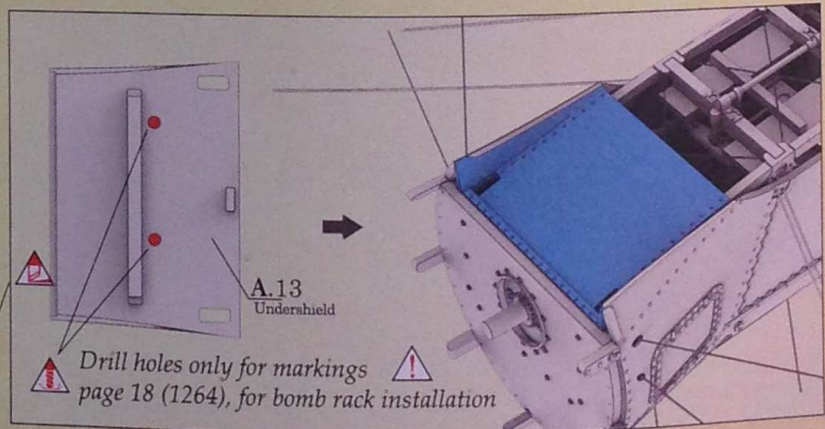 A.13
Undershield
Drill holes only for markings
page 18 (1264), for bomb rack installation